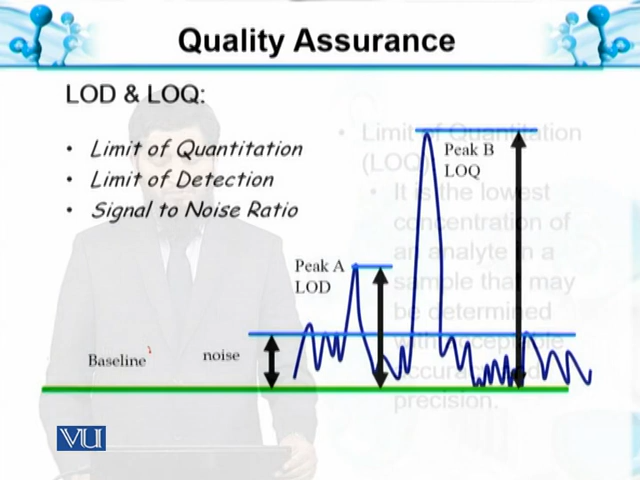 Quality Assurance
LOD & LOQ:
• Limit of Quantitation
• Limit of Detection
• Signal to Noise Ratio
• Limit of Quantitation
(LOQ)
• It is the lowest
concentration of
an analyte in a
sample that may
be determined
with acceptable
accuracy and
precision.
Peak B
LOQ
Peak A
LOD
noise
Baseline
VU